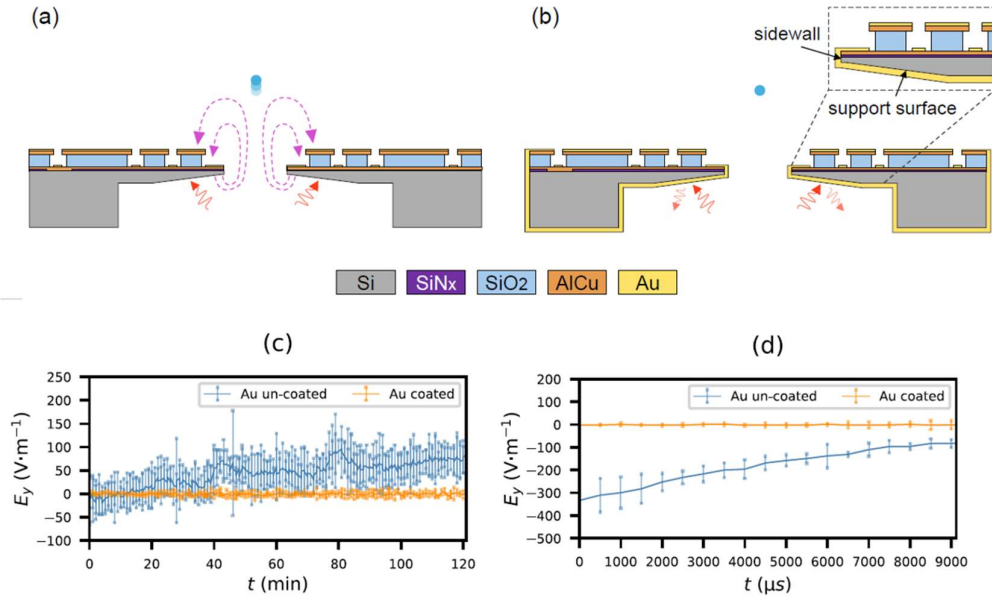 (a)
(b)
sidewall
support surface
Si
SiNx
SiO2
AlCu
Au
(c)
(d)
Au un-coated
Au coated
250
200
150
100
50
0
−50
−100
Ey (V·m−1)
0
20
40
60
80
100
120
t (min)
Au un-coated
Au coated
200
100
0
−100
−200
−300
−400
−500
Ey (V·m−1)
0
1000
2000
3000
4000
5000
6000
7000
8000
9000
t (μs)